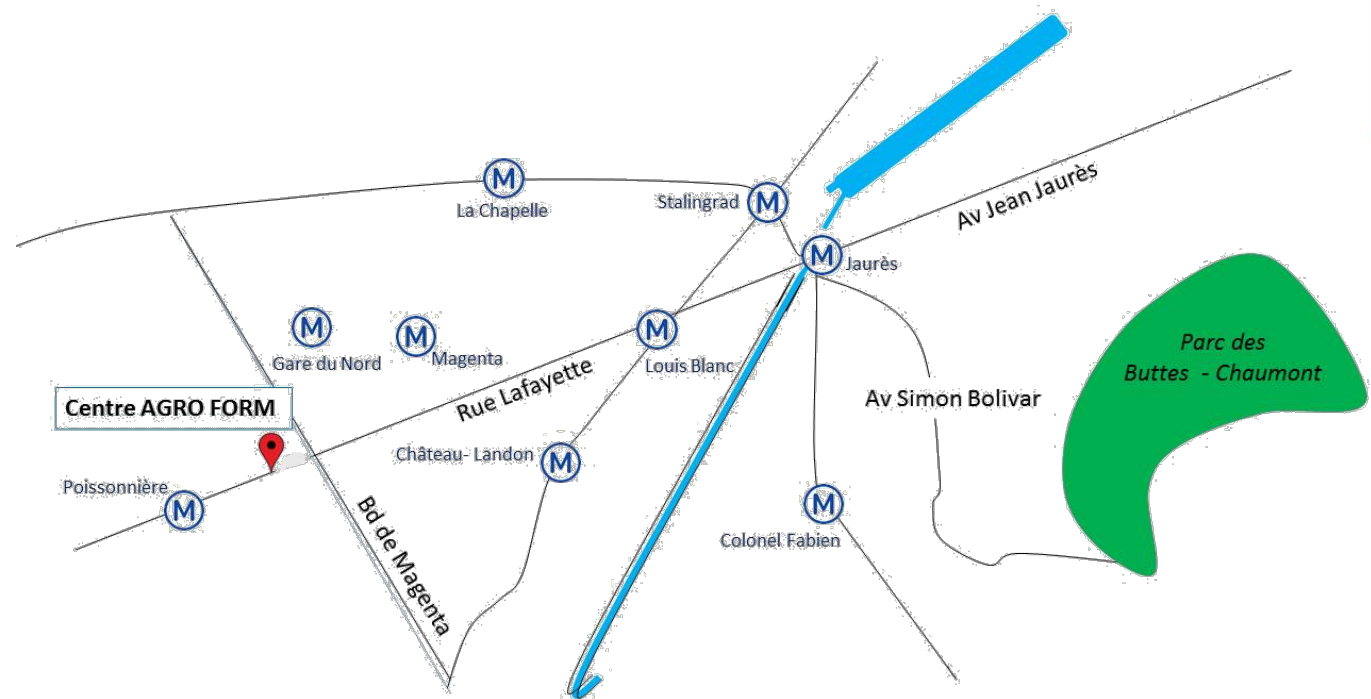 M
La Chapelle
Stalingrad
M
Av Jean Jaurès
M
Jaurès
M
Gare du Nord
M
Magenta
M
Louis Blanc
Rue Lafayette
Parc des
Buttes - Chaumont
Centre AGRO FORM
Av Simon Bolivar
Château- Landon
M
Poissonnière
M
Bd de Magenta
M
Colonel Fabien